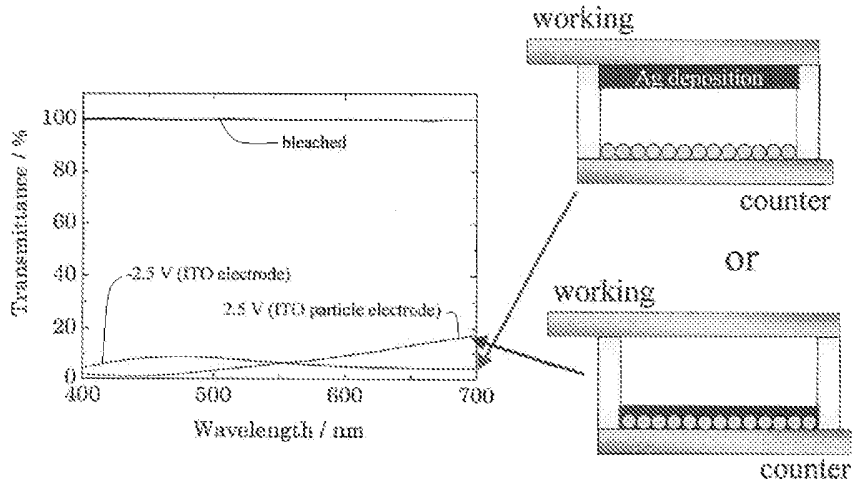 working
Ag deposition
counter
or
working
counter
Transmittance / %
100
80
60
40
20
0
bleached
-2.5 V (ITO electrode)
2.5 V (ITO particle electrode)
400
500
600
700
Wavelength / nm